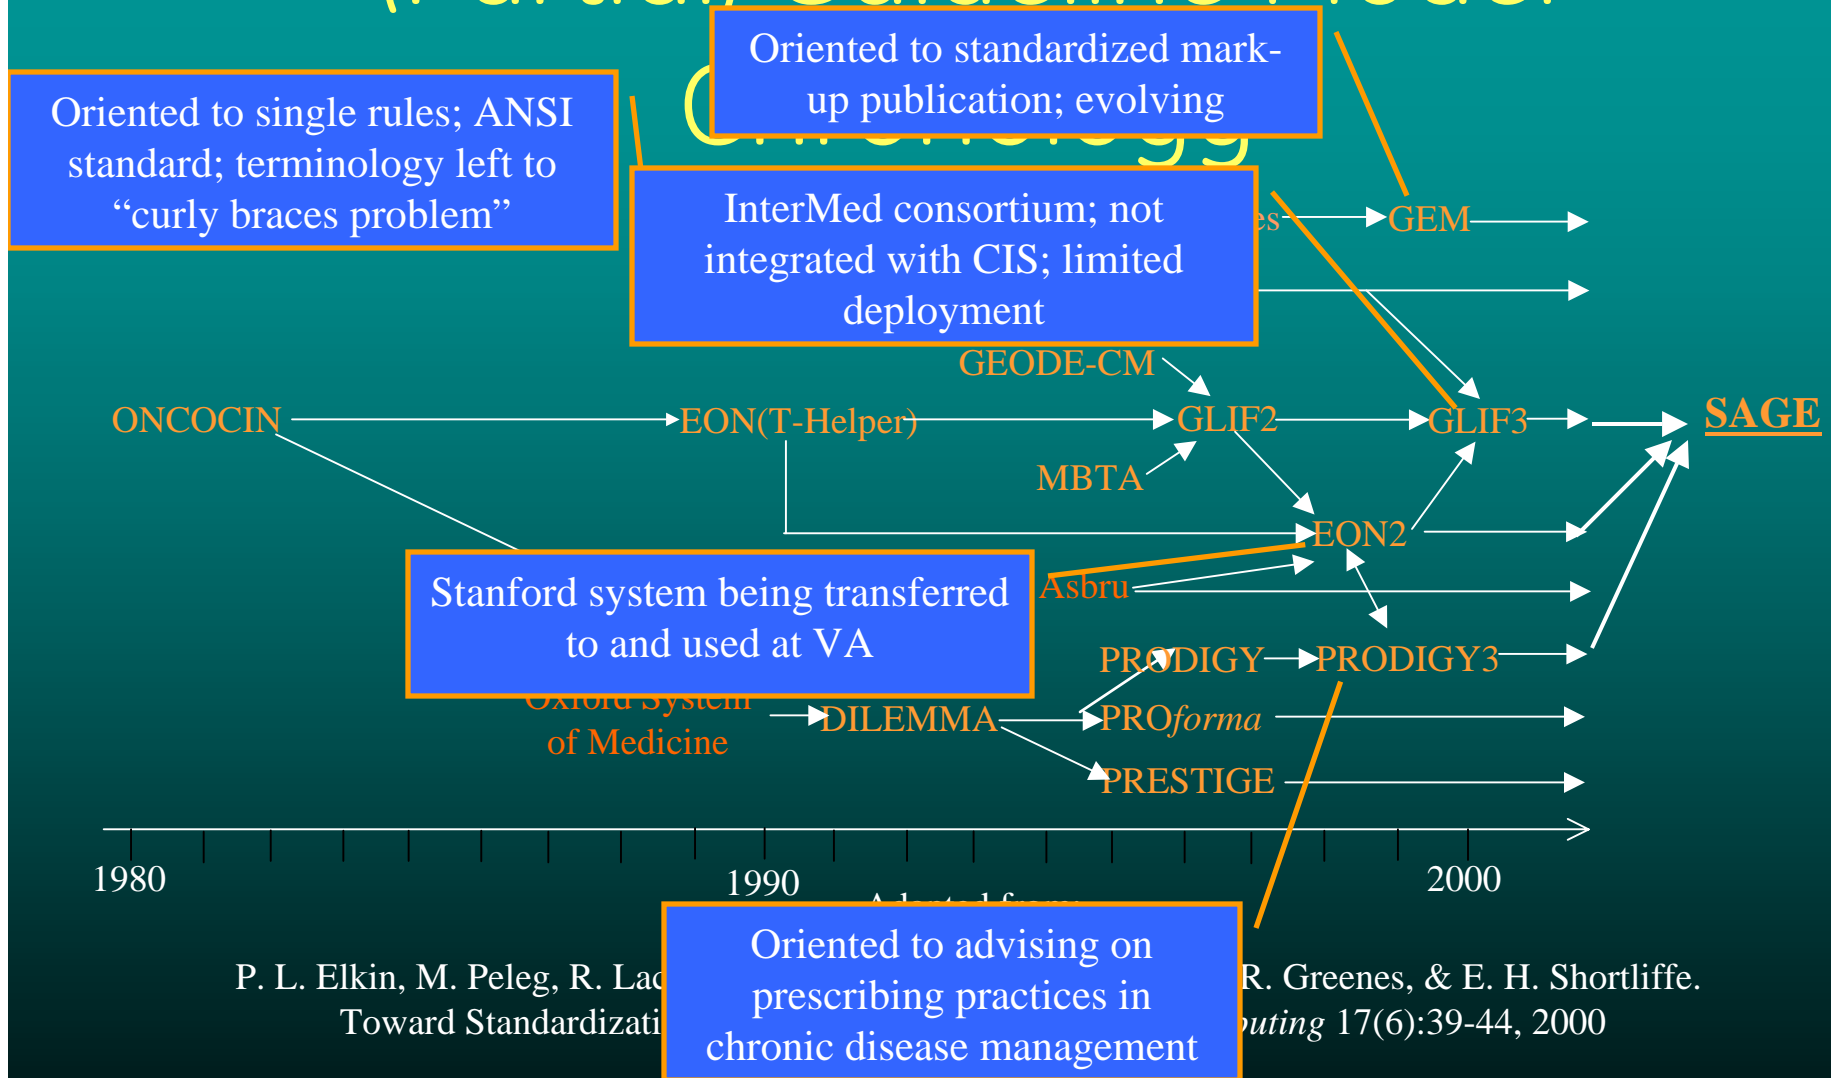 Oriented to standardized mark-
up publication; evolving
Oriented to single rules; ANSI
standard; terminology left to
“curly braces problem”
InterMed consortium; not
integrated with CIS; limited
deployment
GEM
GEODE-CM
ONCOCIN
EON(T-Helper)
GLIF2
GLIF3
SAGE
MBTA
EON2
Stanford system being transferred
to and used at VA
Asbru
PRODIGY
PRODIGY3
Oxford System
of Medicine
DILEMMA
PROforma
PRESTIGE
1980
1990
2000
Adapted from:
Oriented to advising on
prescribing practices in
chronic disease management
P. L. Elkin, M. Peleg, R. R. Greenes, & E. H. Shortliffe.
Toward 17(6):39-44, 2000